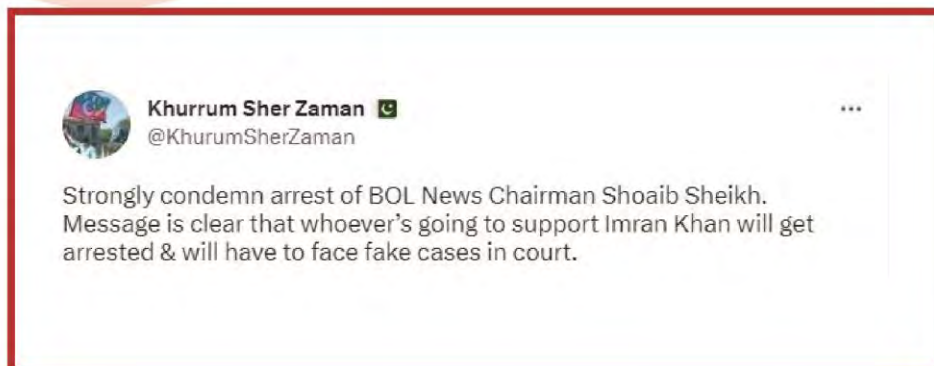 Khurrum Sher Zaman
@KhurumSherZaman
Strongly condemn arrest of BOL News Chairman Shoaib Sheikh.
Message is clear that whoever's going to support Imran Khan will get
arrested & will have to face fake cases in court.